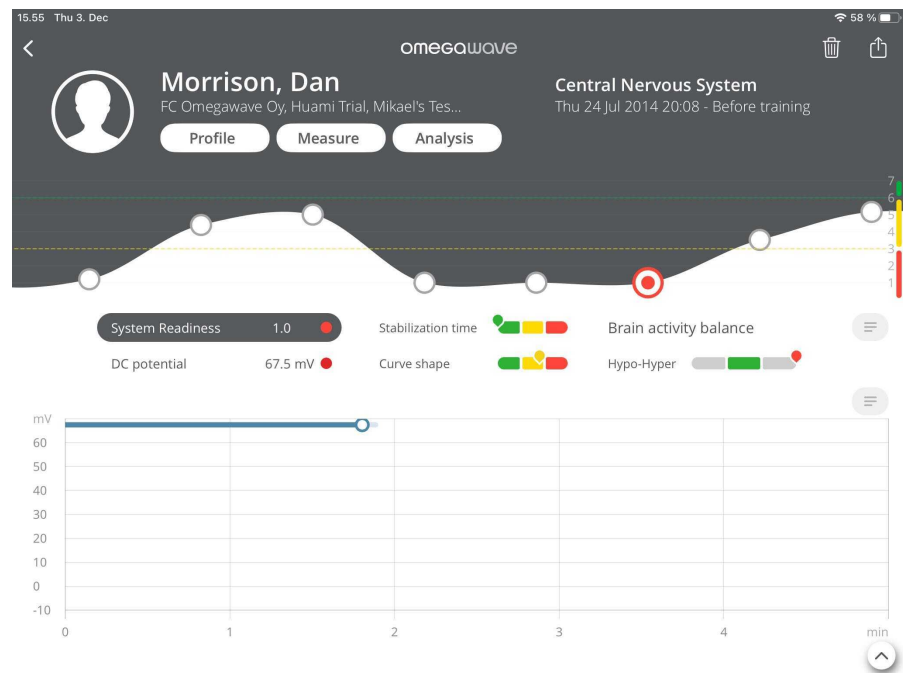 15.55 Thu 3. Dec
58 %
omegawave
Morrison, Dan
FC Omegawave Oy, Huami Trial, Mikael's Tes...
Profile Measure Analysis
Central Nervous System
Thu 24 Jul 2014 20:08 - Before training
7
6
5
4
3
2
1
System Readiness 1.0
Stabilization time
Brain activity balance
DC potential 67.5 mV
Curve shape
Hypo-Hyper
mV
60
50
40
30
20
10
0
-10
0 1 2 3 4 min